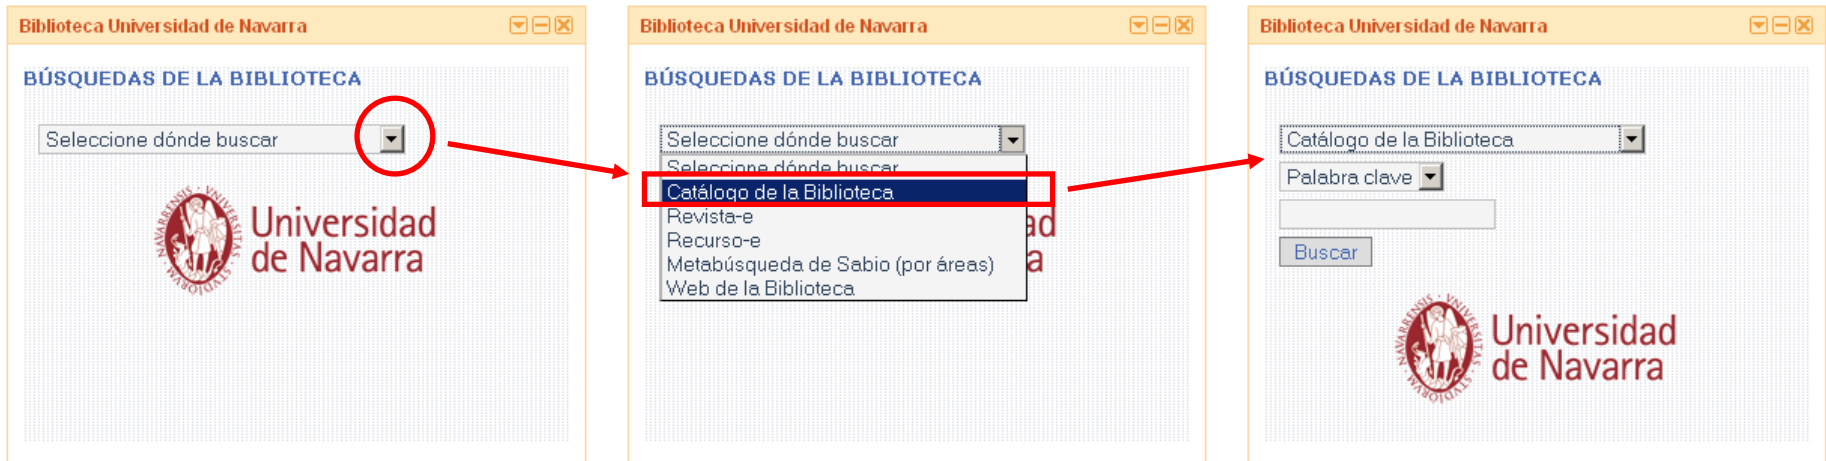 Biblioteca Universidad de Navarra
BÚSQUEDAS DE LA BIBLIOTECA
Seleccione dónde buscar
Universidad
de Navarra
Biblioteca Universidad de Navarra
BÚSQUEDAS DE LA BIBLIOTECA
Seleccione dónde buscar
Seleccione dónde buscar
Catálogo de la Biblioteca
Revista-e
Recurso-e
Metabúsqueda de Sabio (por áreas)
Web de la Biblioteca
ad
a
Biblioteca Universidad de Navarra
BÚSQUEDAS DE LA BIBLIOTECA
Catálogo de la Biblioteca
Palabra clave
Buscar
Universidad
de Navarra